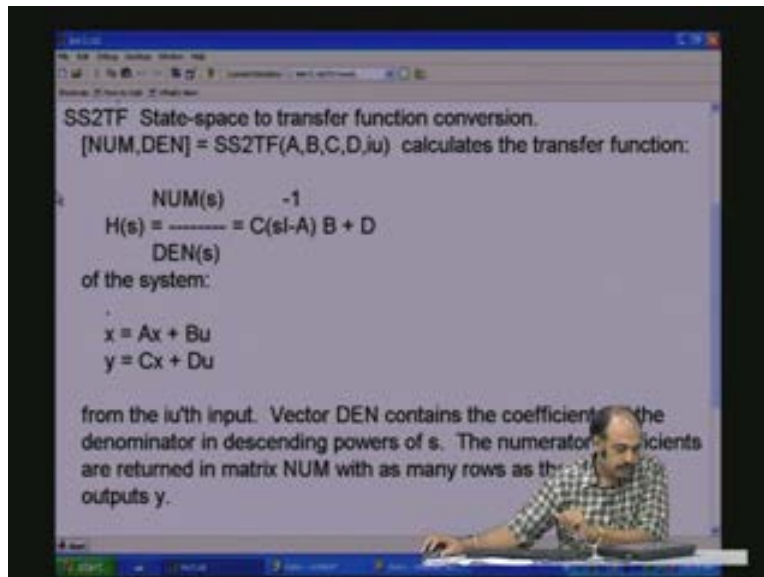 SS2TF State-space to transfer function conversion.
[NUM,DEN] = SS2TF(A,B,C,D,iu) calculates the transfer function:
NUM(s) -1
H(s) = -------- = C(sI-A) B + D
DEN(s)
of the system:
.
x = Ax + Bu
y = Cx + Du
from the iu'th input. Vector DEN contains the the
denominator in descending powers of s. The
are returned in matrix NUM with as many rows as
outputs y.
start